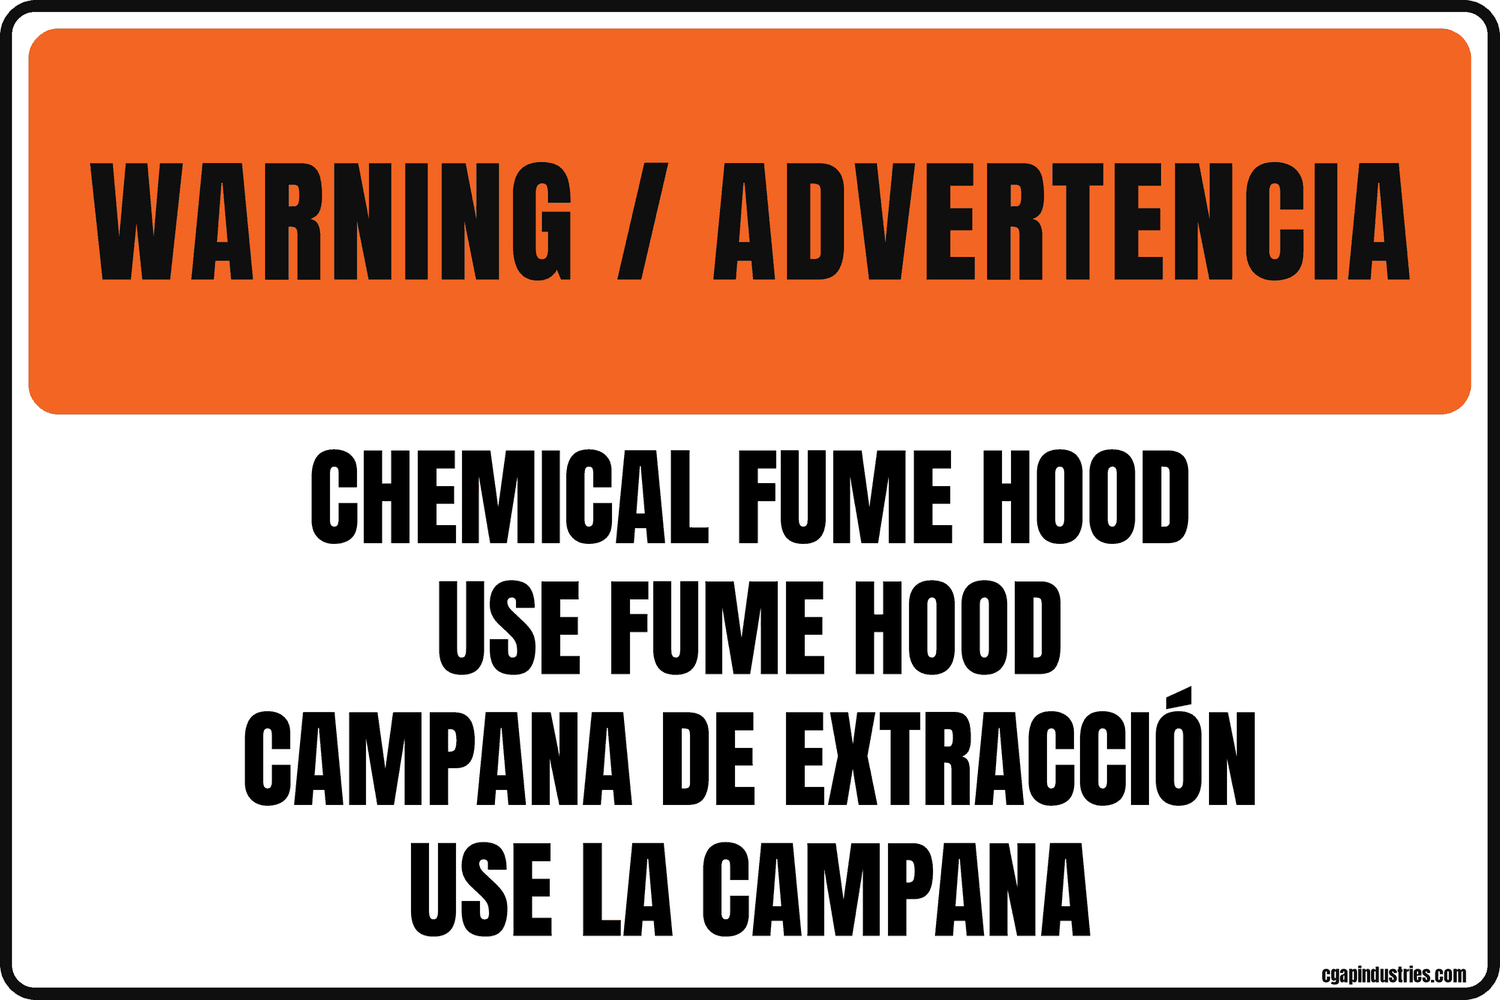 WARNING / ADVERTENCIA
CHEMICAL FUME HOOD
USE FUME HOOD
CAMPANA DE EXTRACCIÓN
USE LA CAMPANA
cgapindustries.com